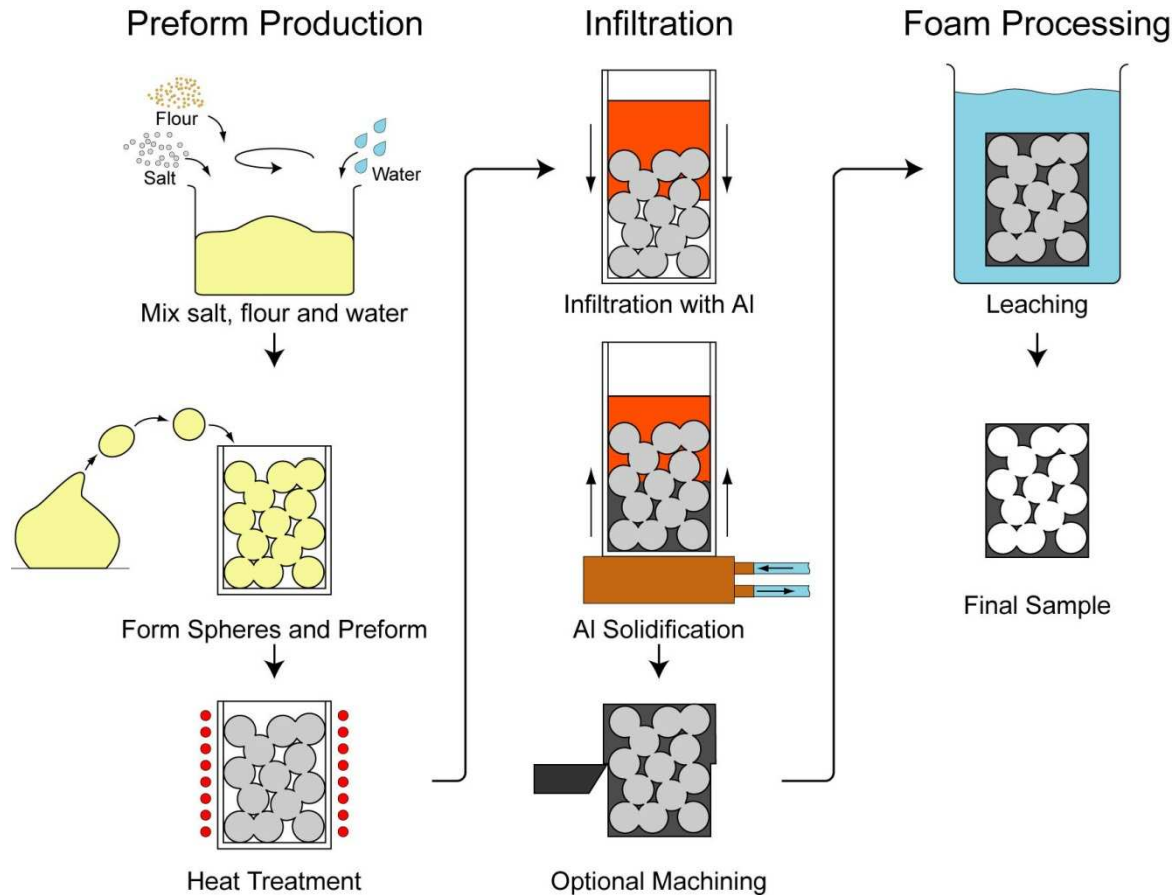 Preform Production
Flour
Salt
Water
Mix salt, flour and water
Form Spheres and Preform
Heat Treatment
Infiltration
Infiltration with Al
Al Solidification
Optional Machining
Foam Processing
Leaching
Final Sample